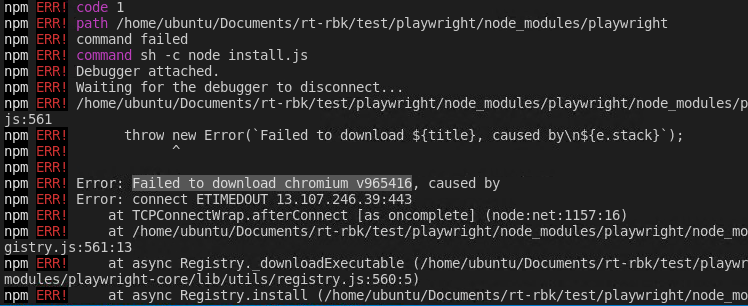 npm ERR! code 1
npm ERR! path /home/ubuntu/Documents/rt-rbk/test/playwright/node_modules/playwright
npm ERR! command failed
npm ERR! command sh -c node install.js
npm ERR! Debugger attached.
npm ERR! Waiting for the debugger to disconnect...
npm ERR! /home/ubuntu/Documents/rt-rbk/test/playwright/node_modules/playwright/node_modules/p
js:561
npm ERR!       throw new Error(`Failed to download ${title}, caused by\n${e.stack}`);
npm ERR!             ^
npm ERR!
npm ERR! Error: Failed to download chromium v965416, caused by
npm ERR! Error: connect ETIMEDOUT 13.107.246.39:443
npm ERR!     at TCPConnectWrap.afterConnect [as oncomplete] (node:net:1157:16)
npm ERR!     at /home/ubuntu/Documents/rt-rbk/test/playwright/node_modules/playwright/node_mo
gistry.js:561:13
npm ERR!     at async Registry._downloadExecutable (/home/ubuntu/Documents/rt-rbk/test/playwr
modules/playwright-core/lib/utils/registry.js:560:5)
npm ERR!     at async Registry.install (/home/ubuntu/Documents/rt-rbk/test/playwright/node_mo